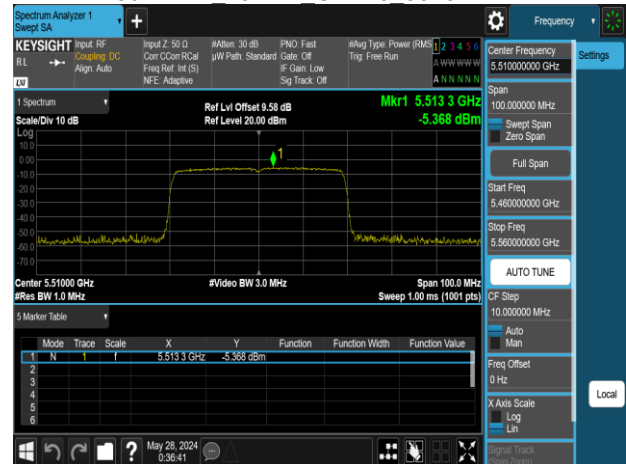 Spectrum Analyzer 1
Swept SA
+
Frequency
KEYSIGHT
RL
Input: RF
Coupling: DC
Align: Auto
Input Z: 50 Ω
Corr CCorr RCal
Freq Ref: Int (S)
NFE: Adaptive
#Atten: 30 dB
µW Path: Standard
PNO: Fast
Gate: Off
IF Gain: Low
Sig Track: Off
#Avg Type: Power (RMS
Trig: Free Run
1 2 3 4 5 6
A W W W W W
A N N N N N
LXI
1 Spectrum
Scale/Div 10 dB
Ref Lvl Offset 9.58 dB
Ref Level 20.00 dBm
Mkr1 5.513 3 GHz
-5.368 dBm
Log
10.0
0.00
-10.0
-20.0
-30.0
-40.0
-50.0
-60.0
-70.0
1
Center 5.51000 GHz
#Res BW 1.0 MHz
#Video BW 3.0 MHz
Span 100.0 MHz
Sweep 1.00 ms (1001 pts)
5 Marker Table
Mode Trace Scale X Y Function Function Width Function Value
1 N 1 f 5.513 3 GHz -5.368 dBm
2
3
4
5
6
May 28, 2024
0:36:41
Center Frequency
5.510000000 GHz
Settings
Span
100.000000 MHz
Swept Span
Zero Span
Full Span
Start Freq
5.460000000 GHz
Stop Freq
5.560000000 GHz
AUTO TUNE
CF Step
10.000000 MHz
Auto
Man
Freq Offset
0 Hz
Local
X Axis Scale
Log
Lin
Signal Track
(Span Zoom)